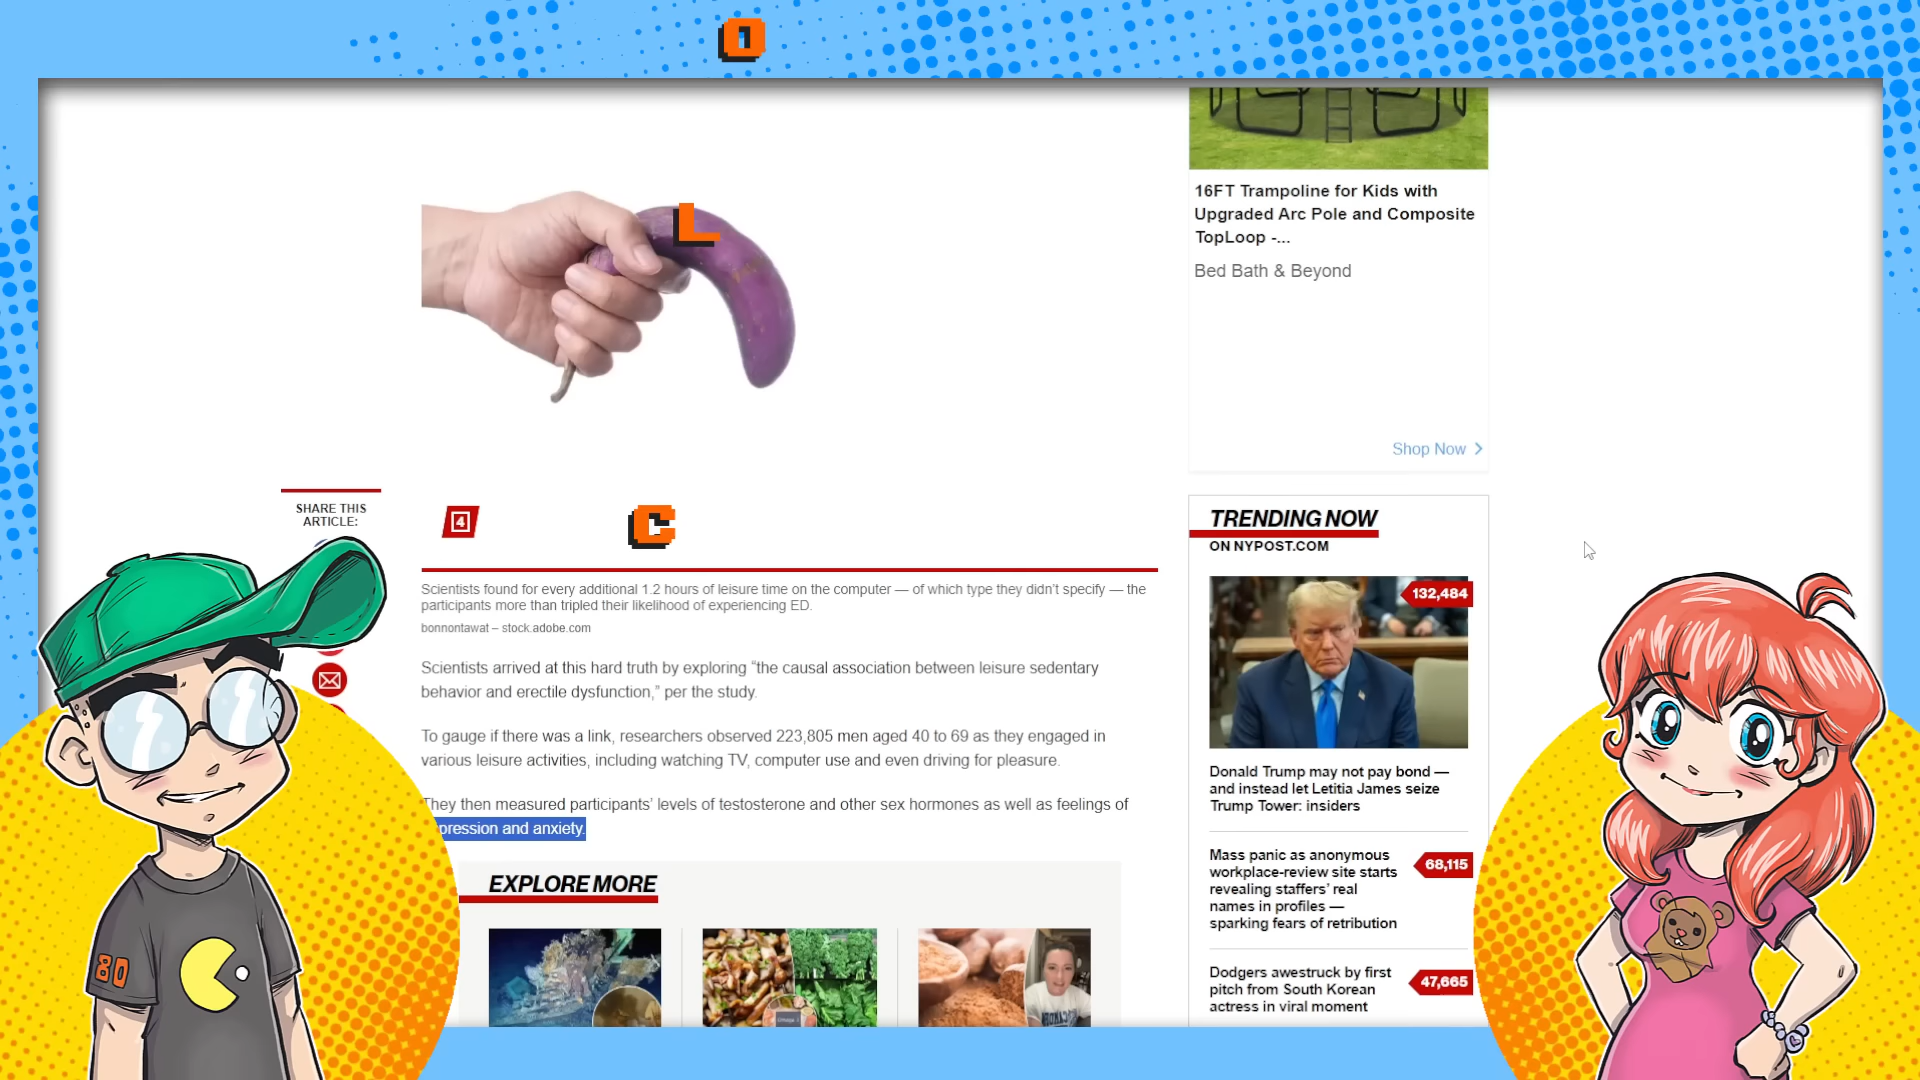 O
L
C
16FT Trampoline for Kids with
Upgraded Arc Pole and Composite
TopLoop -...
Bed Bath & Beyond
Shop Now
SHARE THIS
ARTICLE:
4
Scientists found for every additional 1.2 hours of leisure time on the computer — of which type they didn't specify — the
participants more than tripled their likelihood of experiencing ED.
bonnontawat – stock.adobe.com
Scientists arrived at this hard truth by exploring “the causal association between leisure sedentary
behavior and erectile dysfunction,” per the study.
To gauge if there was a link, researchers observed 223,805 men aged 40 to 69 as they engaged in
various leisure activities, including watching TV, computer use and even driving for pleasure.
They then measured participants’ levels of testosterone and other sex hormones as well as feelings of
pression and anxiety.
EXPLORE MORE
TRENDING NOW
ON NYPOST.COM
132,484
Donald Trump may not pay bond —
and instead let Letitia James seize
Trump Tower: insiders
Mass panic as anonymous
workplace-review site starts
revealing staffers’ real
names in profiles —
sparking fears of retribution
68,115
Dodgers awestruck by first
pitch from South Korean
actress in viral moment
47,665
80